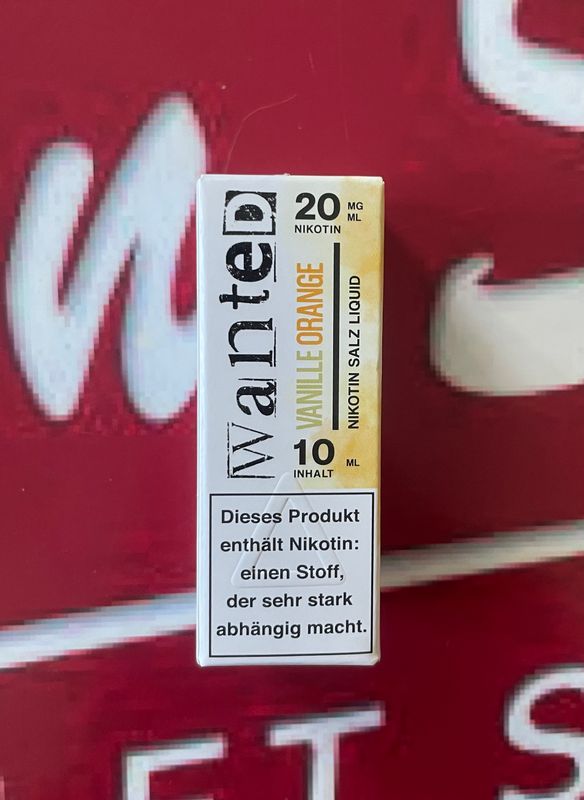 Wanted
20 MG
ML
NIKOTIN
VANILLE ORANGE
NIKOTIN SALZ LIQUID
10 ML
INHALT
Dieses Produkt
enthält Nikotin:
einen Stoff,
der sehr stark
abhängig macht.